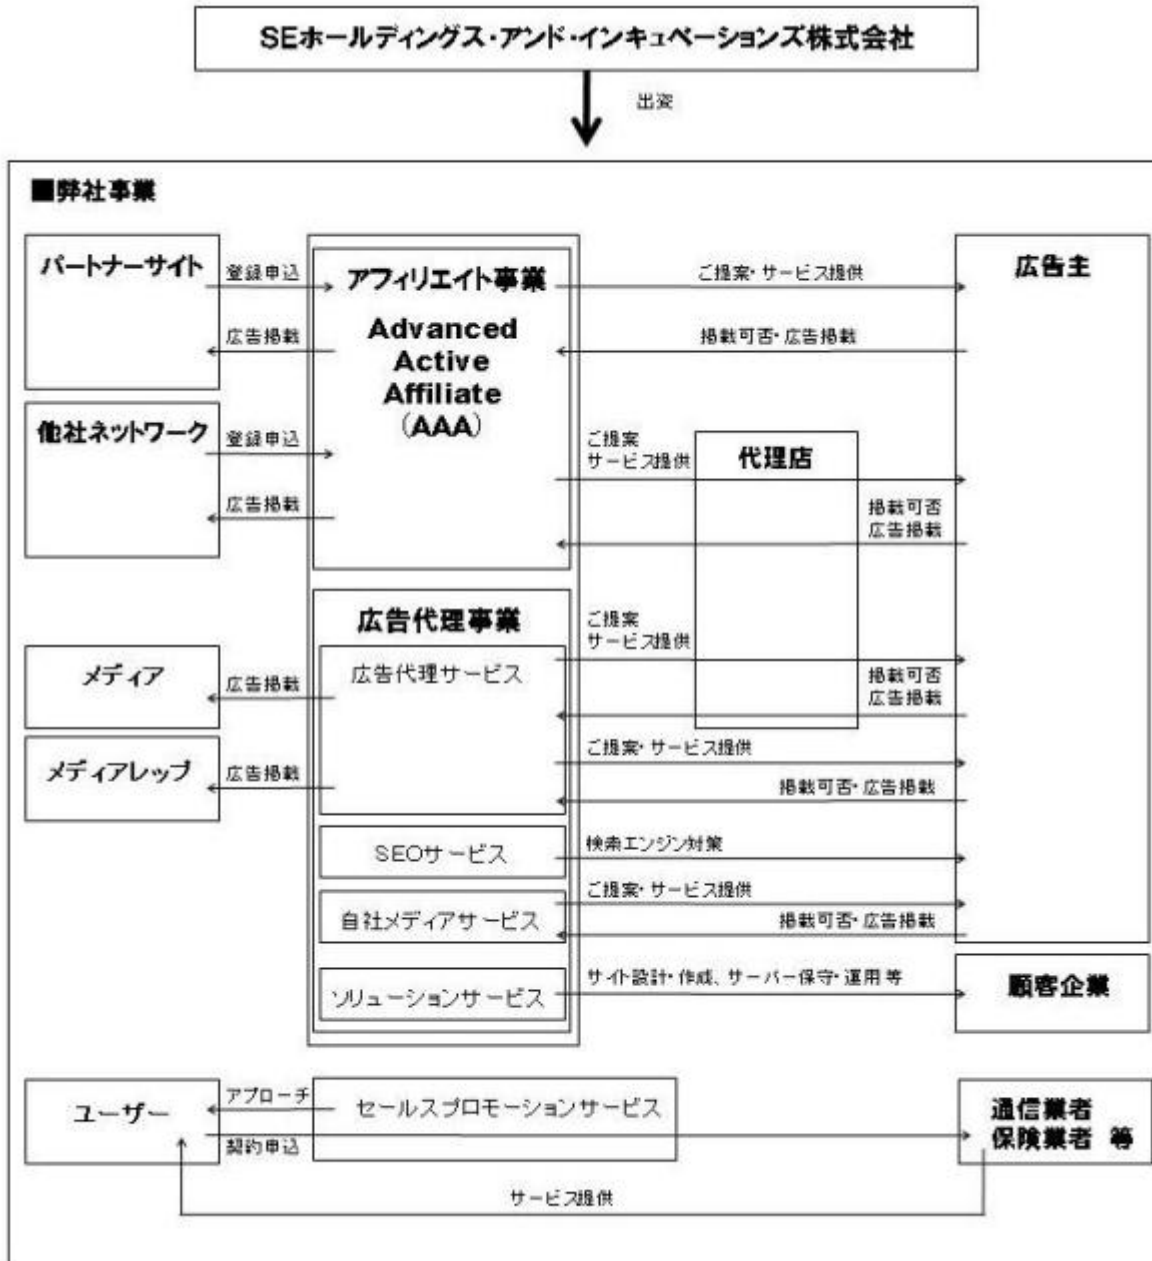 SEホールディングス・アンド・インキュベーションズ株式会社
出資
■弊社事業
パートナーサイト
登録申込
広告掲載
アフィリエイト事業
Advanced
Active
Affiliate
(AAA)
ご提案・サービス提供
掲載可否・広告掲載
広告主
他社ネットワーク
登録申込
広告掲載
ご提案
サービス提供
代理店
掲載可否
広告掲載
広告代理事業
ご提案
サービス提供
メディア
広告掲載
広告代理サービス
掲載可否
広告掲載
メディアレップ
広告掲載
ご提案・サービス提供
掲載可否・広告掲載
SEOサービス
検索エンジン対策
自社メディアサービス
ご提案・サービス提供
掲載可否・広告掲載
ソリューションサービス
サイト設計・作成、サーバー保守・運用 等
顧客企業
ユーザー
アプローチ
契約申込
セールスプロモーションサービス
通信業者
保険業者 等
サービス提供